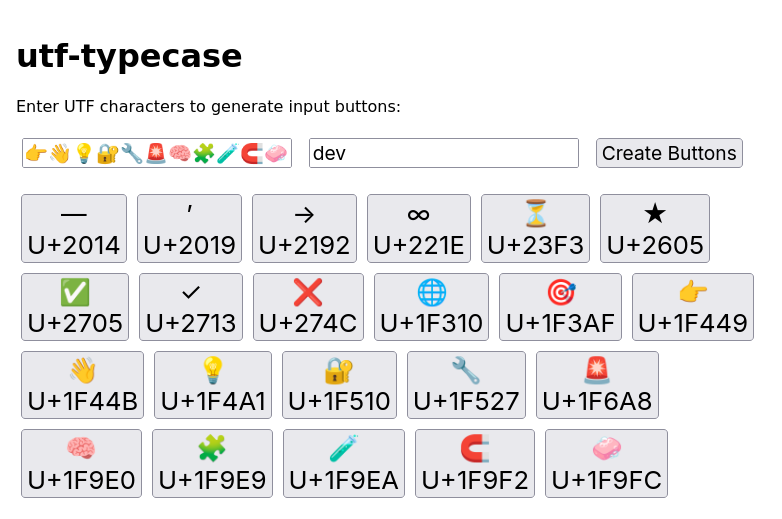 utf-typecase
Enter UTF characters to generate input buttons:
👉👋💡🔐🔧🚨🧠🧩🧪🧲🧼 dev Create Buttons
— ’ → ∞ ⏳ ★
U+2014 U+2019 U+2192 U+221E U+23F3 U+2605
✅ ✓ ❌ 🌐 🎯 👉
U+2705 U+2713 U+274C U+1F310 U+1F3AF U+1F449
👋 💡 🔐 🔧 🚨
U+1F44B U+1F4A1 U+1F510 U+1F527 U+1F6A8
🧠 🧩 🧪 🧲 🧼
U+1F9E0 U+1F9E9 U+1F9EA U+1F9F2 U+1F9FC